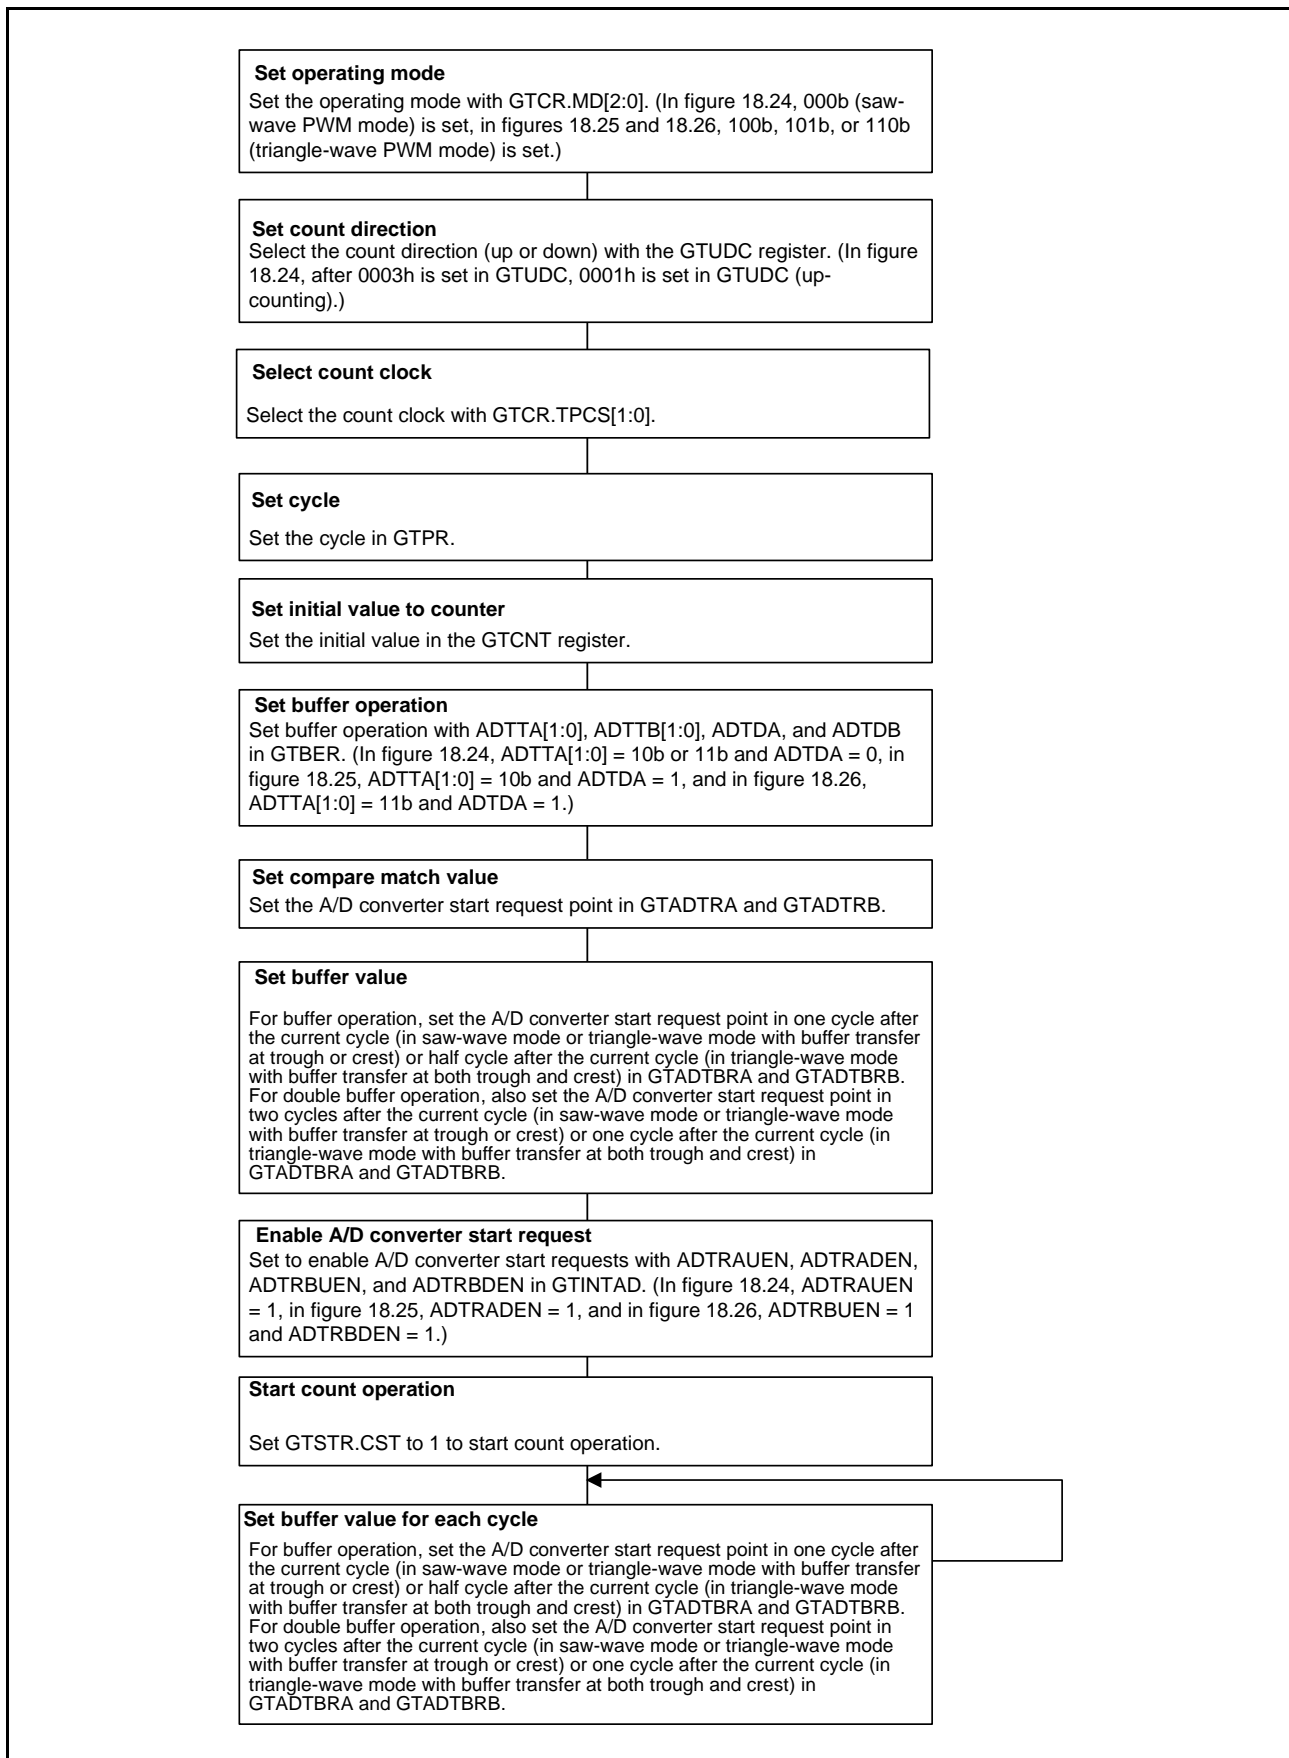 Set operating mode
Set the operating mode with GTCR.MD[2:0]. (In figure 18.24, 000b (saw-
wave PWM mode) is set, in figures 18.25 and 18.26, 100b, 101b, or 110b
(triangle-wave PWM mode) is set.)
Set count direction
Select the count direction (up or down) with the GTUDC register. (In figure
18.24, after 0003h is set in GTUDC, 0001h is set in GTUDC (up-
counting).)
Select count clock
Select the count clock with GTCR.TPCS[1:0].
Set cycle
Set the cycle in GTPR.
Set initial value to counter
Set the initial value in the GTCNT register.
Set buffer operation
Set buffer operation with ADTTA[1:0], ADTTB[1:0], ADTDA, and ADTDB
in GTBER. (In figure 18.24, ADTTA[1:0] = 10b or 11b and ADTDA = 0, in
figure 18.25, ADTTA[1:0] = 10b and ADTDA = 1, and in figure 18.26,
ADTTA[1:0] = 11b and ADTDA = 1.)
Set compare match value
Set the A/D converter start request point in GTADTRA and GTADTRB.
Set buffer value
For buffer operation, set the A/D converter start request point in one cycle after
the current cycle (in saw-wave mode or triangle-wave mode with buffer transfer
at trough or crest) or half cycle after the current cycle (in triangle-wave mode
with buffer transfer at both trough and crest) in GTADTBRA and GTADTBRB.
For double buffer operation, also set the A/D converter start request point in
two cycles after the current cycle (in saw-wave mode or triangle-wave mode
with buffer transfer at trough or crest) or one cycle after the current cycle (in
triangle-wave mode with buffer transfer at both trough and crest) in
GTADTBRA and GTADTBRB.
Enable A/D converter start request
Set to enable A/D converter start requests with ADTRAUEN, ADTRADEN,
ADTRBUEN, and ADTRBDEN in GTINTAD. (In figure 18.24, ADTRAUEN
= 1, in figure 18.25, ADTRADEN = 1, and in figure 18.26, ADTRBUEN = 1
and ADTRBDEN = 1.)
Start count operation
Set GTSTR.CST to 1 to start count operation.
Set buffer value for each cycle
For buffer operation, set the A/D converter start request point in one cycle after
the current cycle (in saw-wave mode or triangle-wave mode with buffer transfer
at trough or crest) or half cycle after the current cycle (in triangle-wave mode
with buffer transfer at both trough and crest) in GTADTBRA and GTADTBRB.
For double buffer operation, also set the A/D converter start request point in
two cycles after the current cycle (in saw-wave mode or triangle-wave mode
with buffer transfer at trough or crest) or one cycle after the current cycle (in
triangle-wave mode with buffer transfer at both trough and crest) in
GTADTBRA and GTADTBRB.